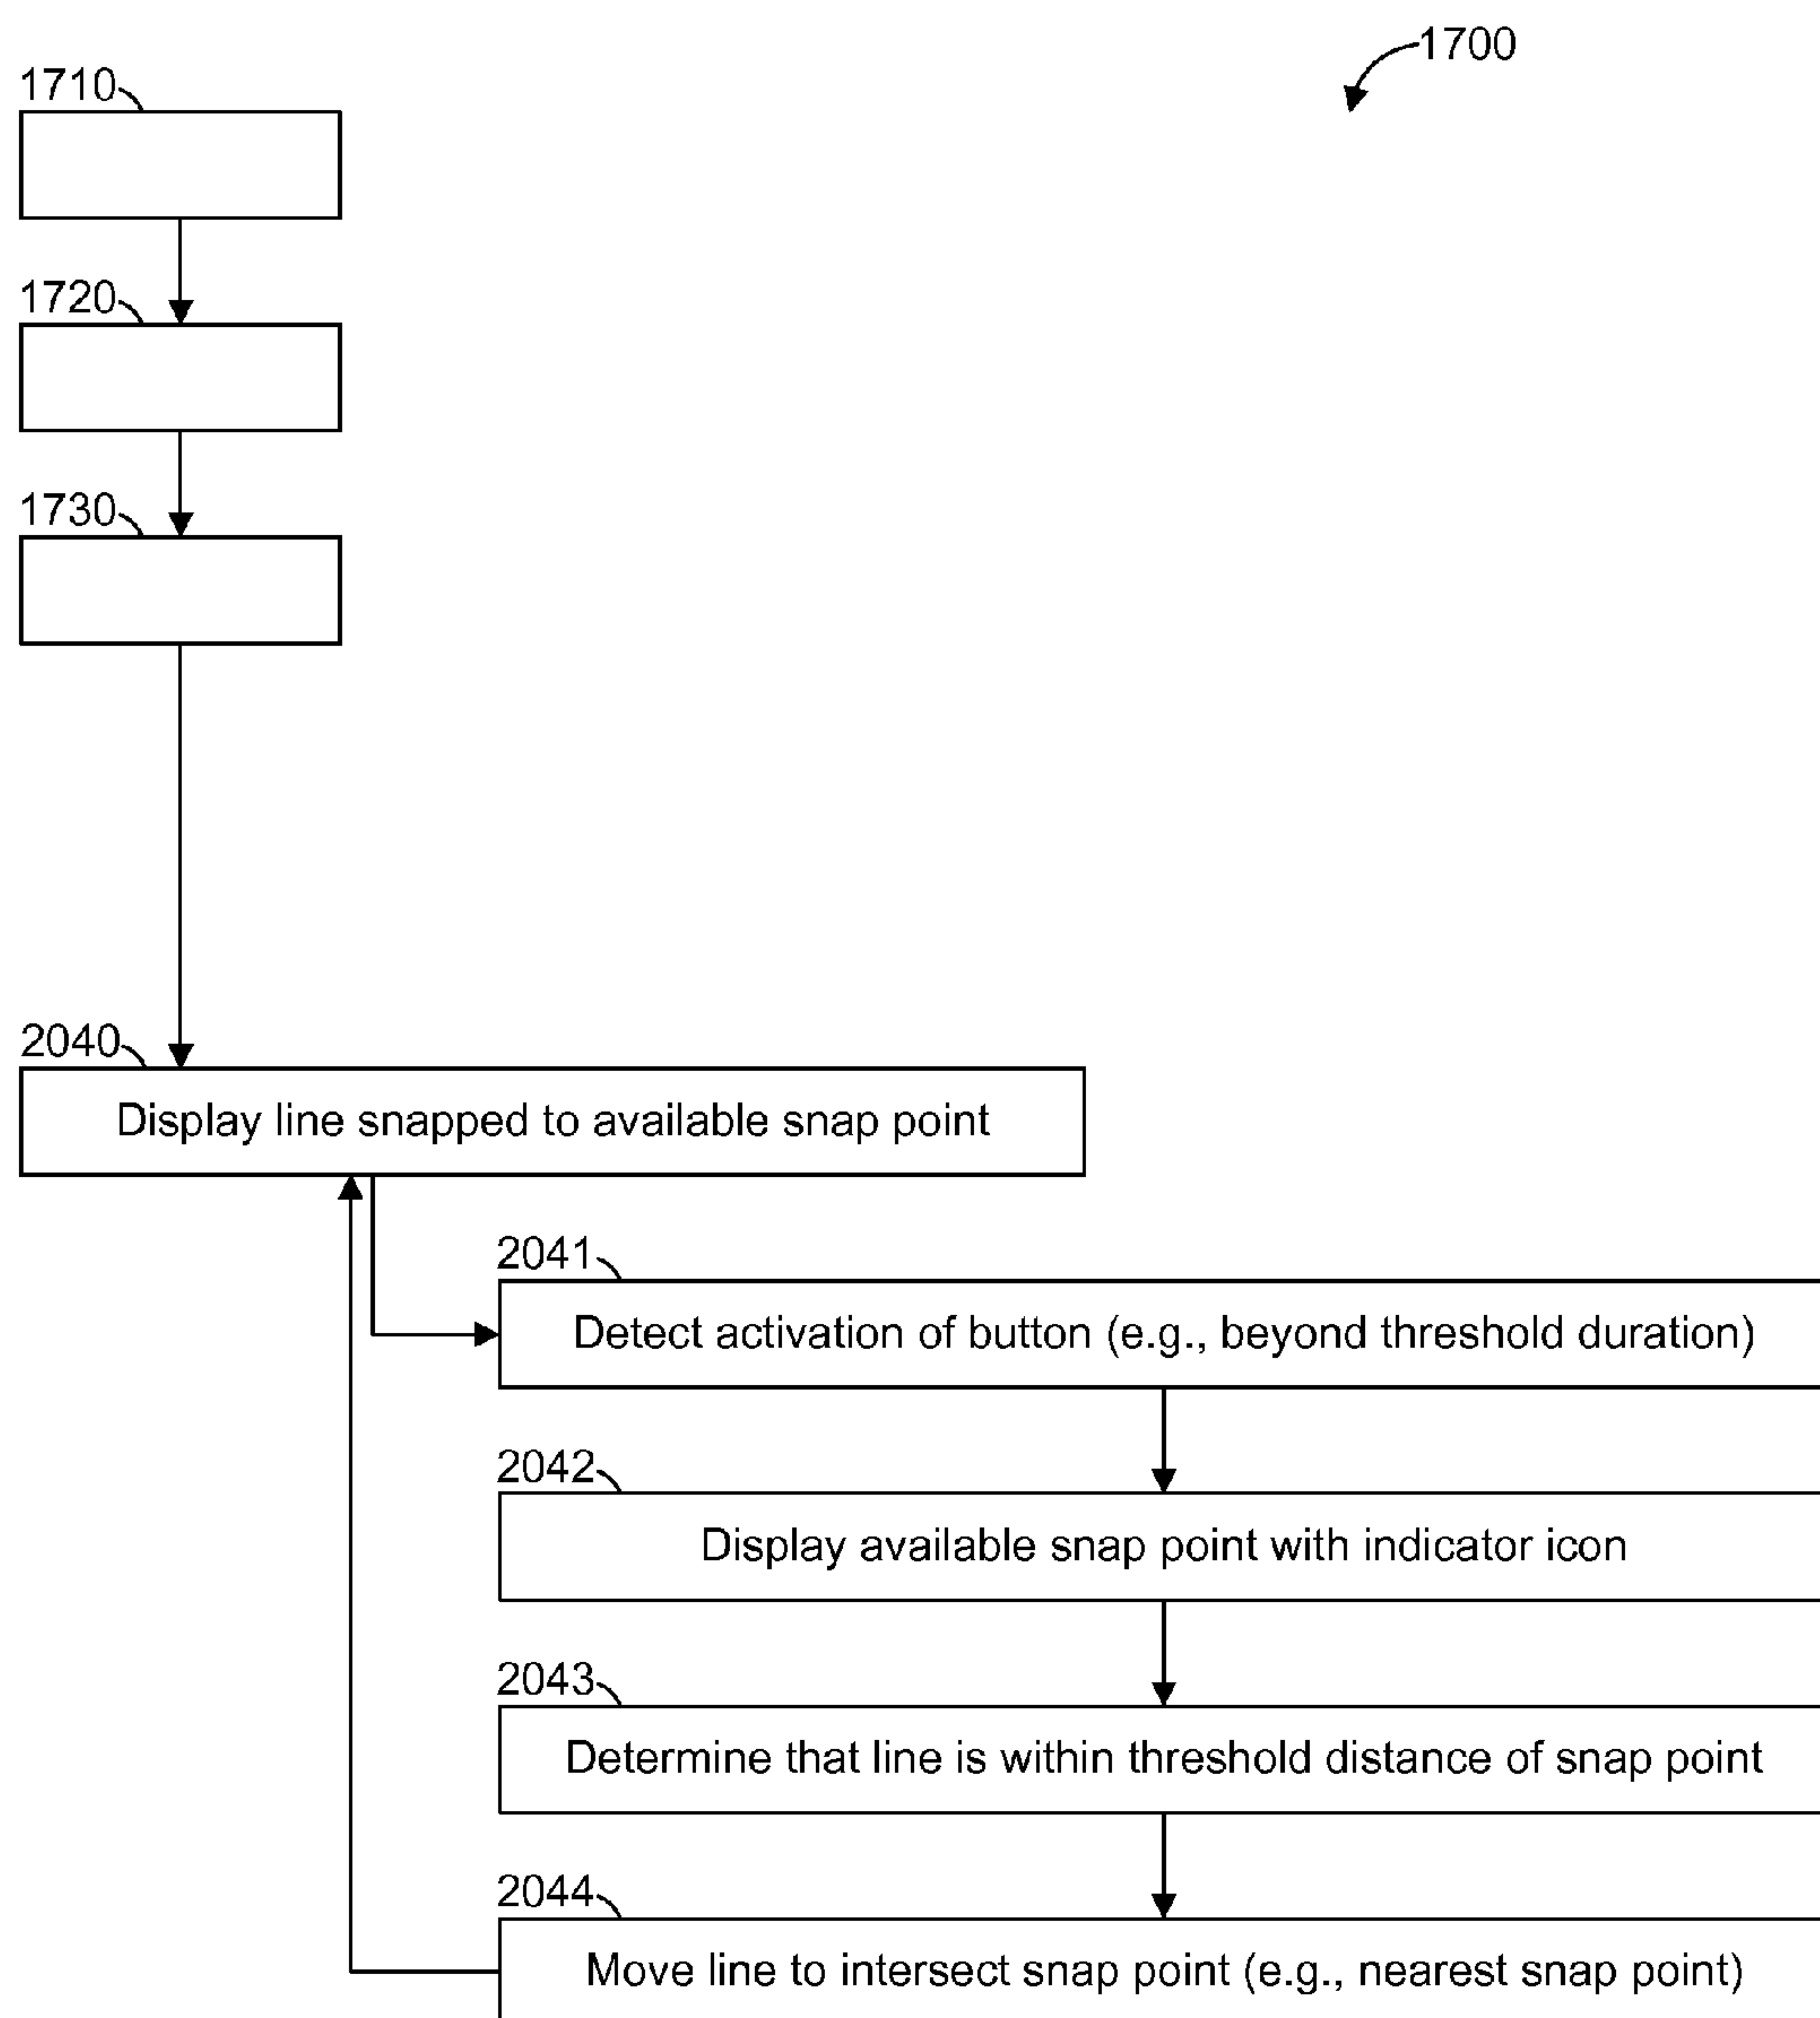 1700
1710
1720
1730
2040
Display line snapped to available snap point
2041
Detect activation of button (e.g., beyond threshold duration)
2042
Display available snap point with indicator icon
2043
Determine that line is within threshold distance of snap point
2044
Move line to intersect snap point (e.g., nearest snap point)